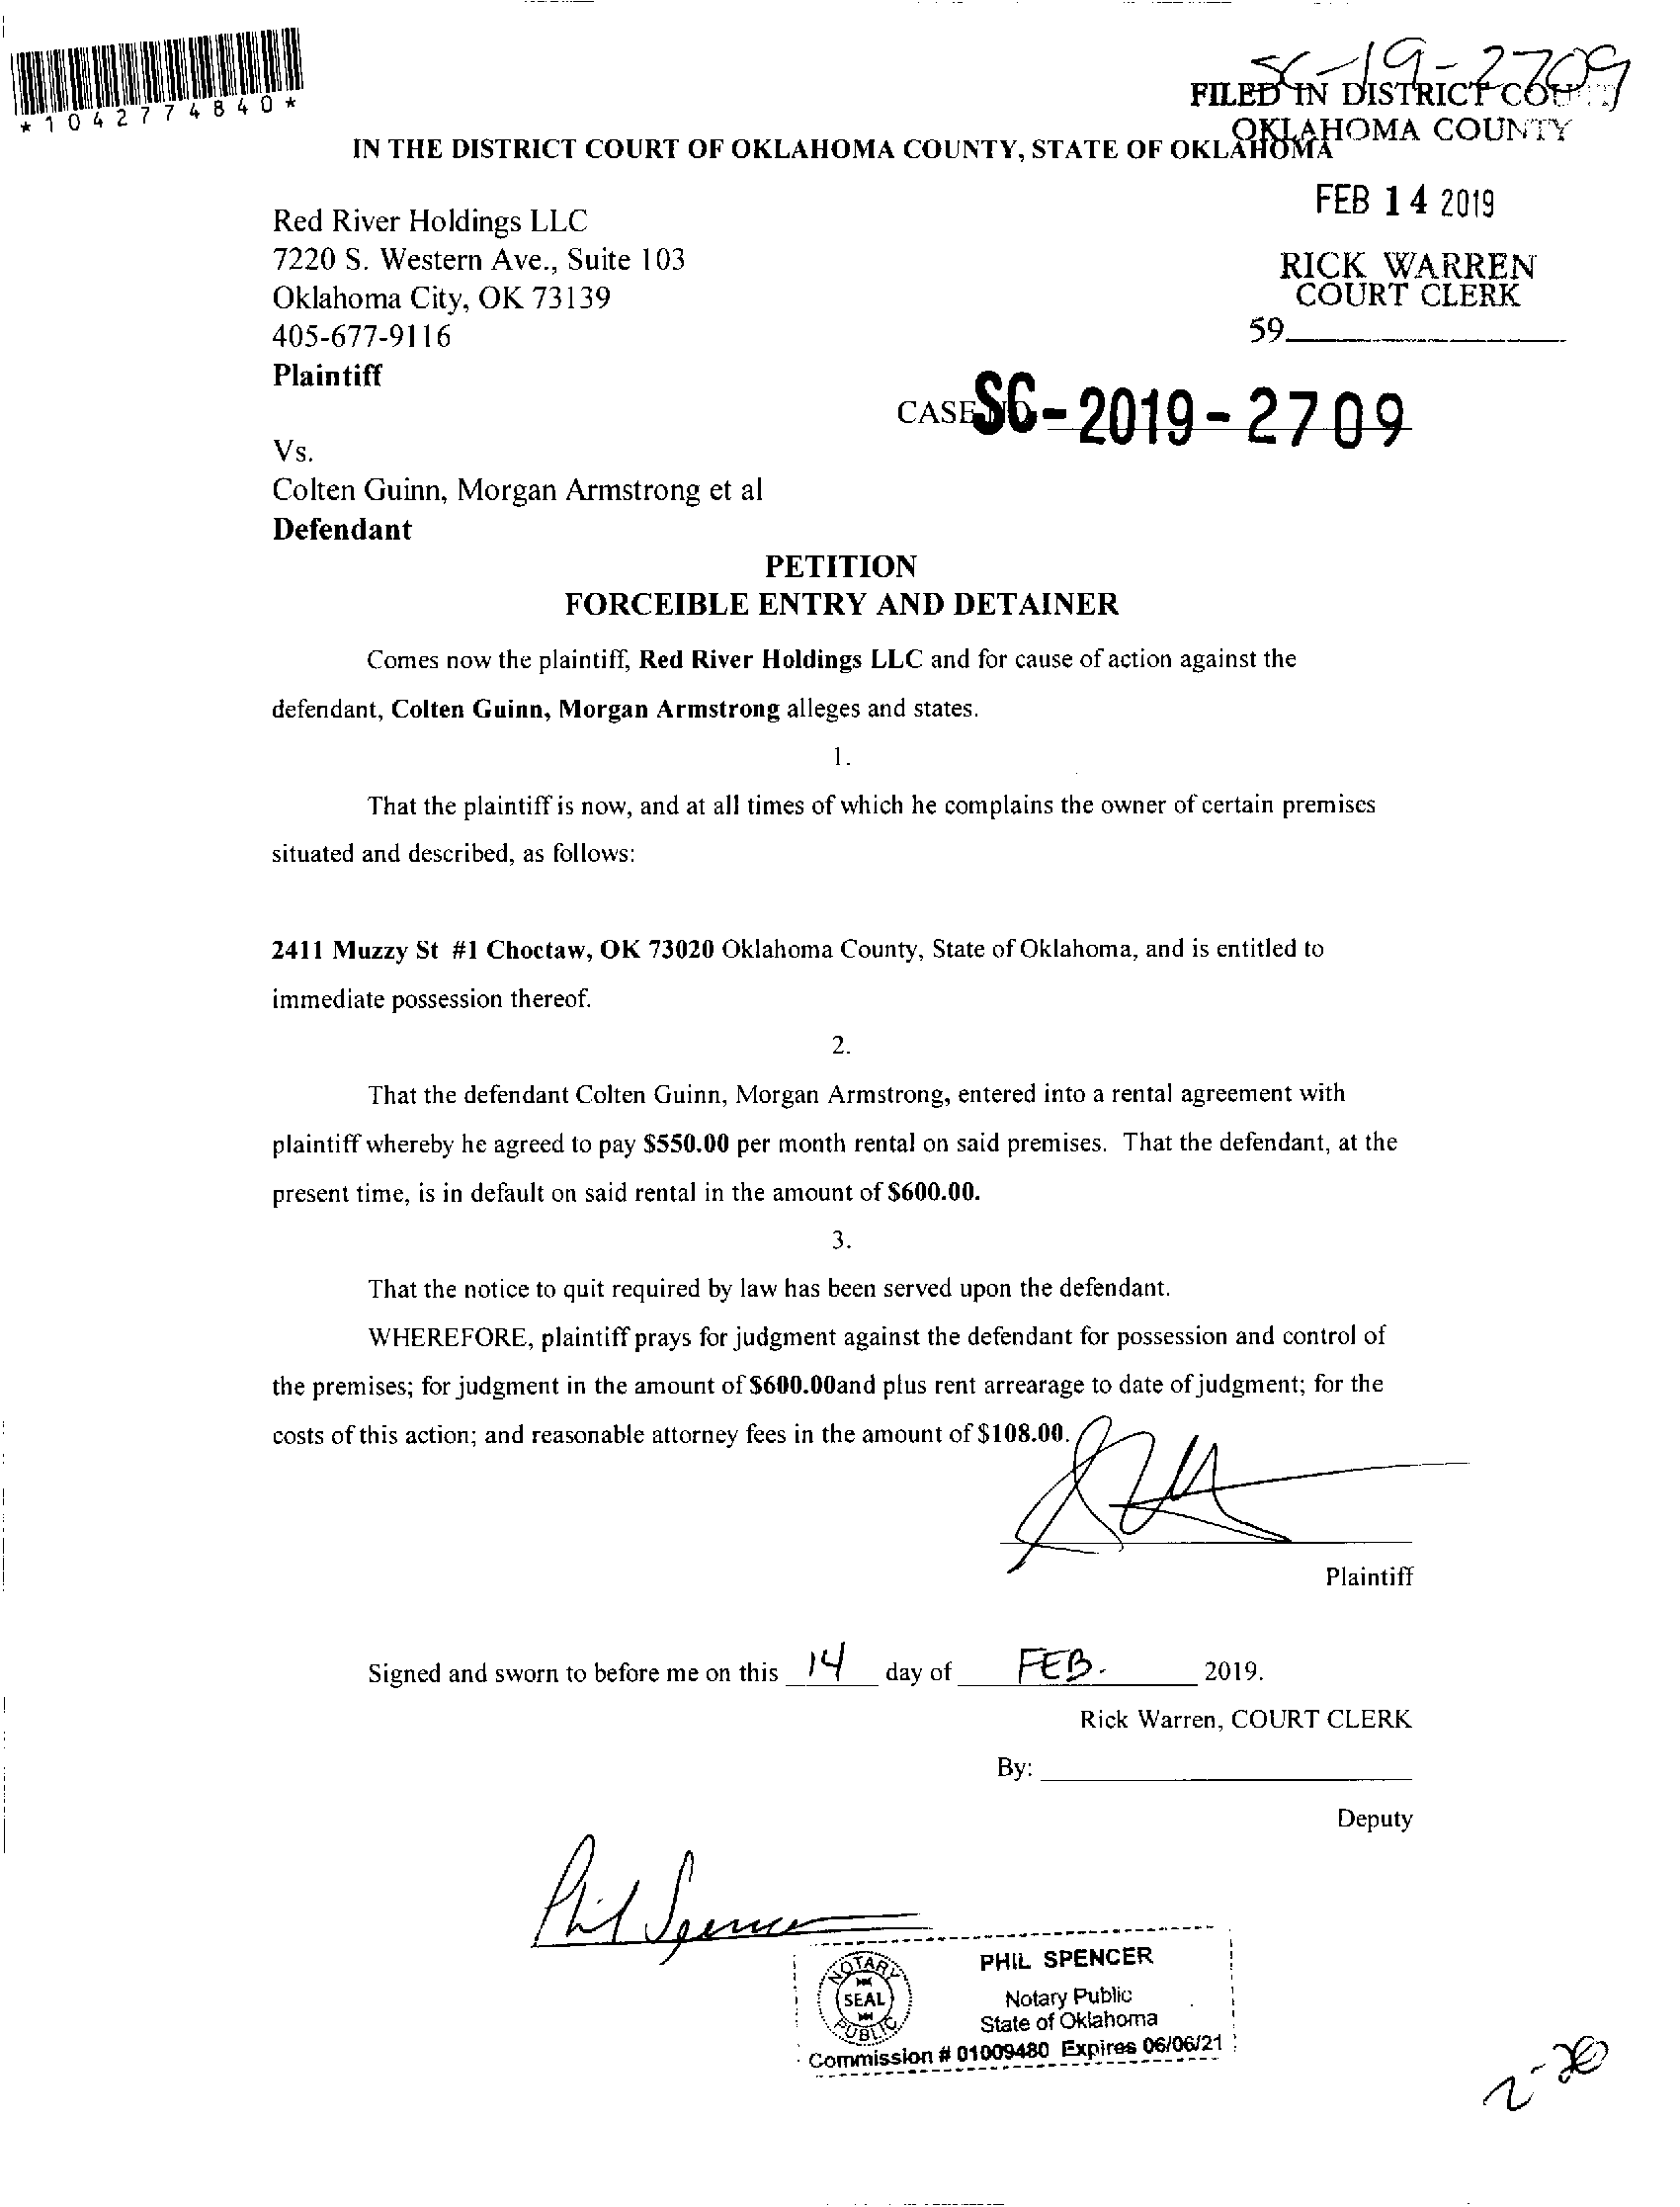 *1042774840*
SC-19-2709
FILED IN DISTRICT COURT
OKLAHOMA COUNTY
IN THE DISTRICT COURT OF OKLAHOMA COUNTY, STATE OF OKLAHOMA
FEB 14 2019
Red River Holdings LLC
7220 S. Western Ave., Suite 103
RICK WARREN
Oklahoma City, OK 73139
COURT CLERK
405-677-9116
59
Plaintiff
CASE NO. SC-2019-2709
Vs.
Colten Guinn, Morgan Armstrong et al
Defendant
PETITION
FORCEIBLE ENTRY AND DETAINER
Comes now the plaintiff, Red River Holdings LLC and for cause of action against the
defendant, Colten Guinn, Morgan Armstrong alleges and states.
1.
That the plaintiff is now, and at all times of which he complains the owner of certain premises
situated and described, as follows:
2411 Muzzy St #1 Choctaw, OK 73020 Oklahoma County, State of Oklahoma, and is entitled to
immediate possession thereof.
2.
That the defendant Colten Guinn, Morgan Armstrong, entered into a rental agreement with
plaintiff whereby he agreed to pay $550.00 per month rental on said premises. That the defendant, at the
present time, is in default on said rental in the amount of $600.00.
3.
That the notice to quit required by law has been served upon the defendant.
WHEREFORE, plaintiff prays for judgment against the defendant for possession and control of
the premises; for judgment in the amount of $600.00and plus rent arrearage to date of judgment; for the
costs of this action; and reasonable attorney fees in the amount of $108.00.
Plaintiff
Signed and sworn to before me on this 14 day of FEB. 2019.
Rick Warren, COURT CLERK
By:
Deputy
Phil Spencer
PHIL SPENCER
NOTARY
SEAL
PUBLIC
Notary Public
State of Oklahoma
Commission # 01009480 Expires 06/06/21